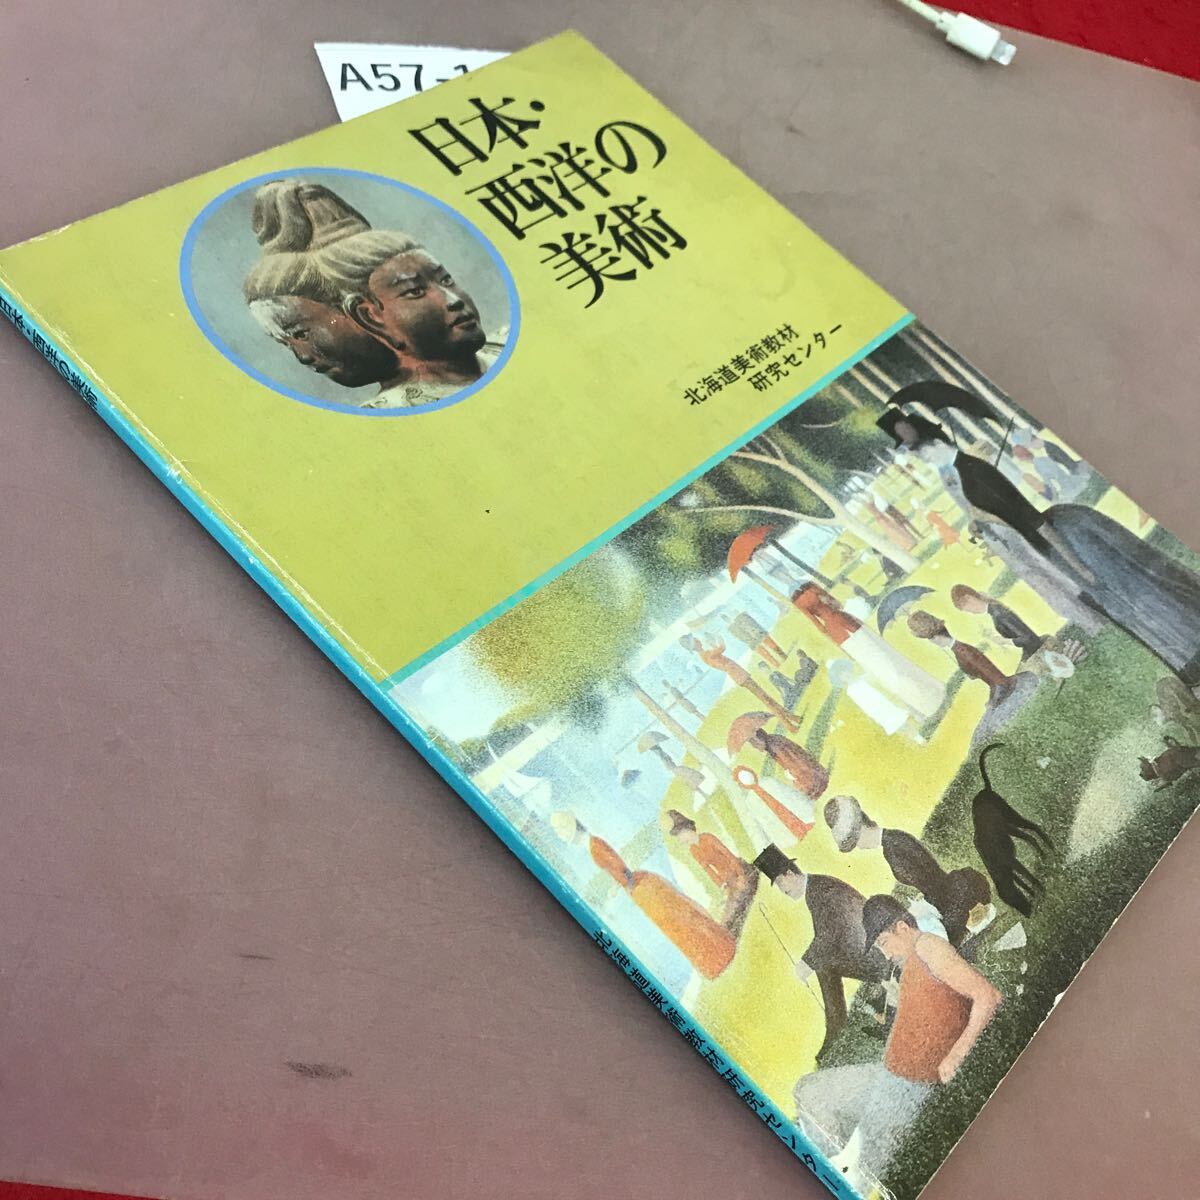 A57-1
日本・
西洋の
美術
北海道美術教材
研究センター
日本・西洋の美術
北海道美術教材研究センター